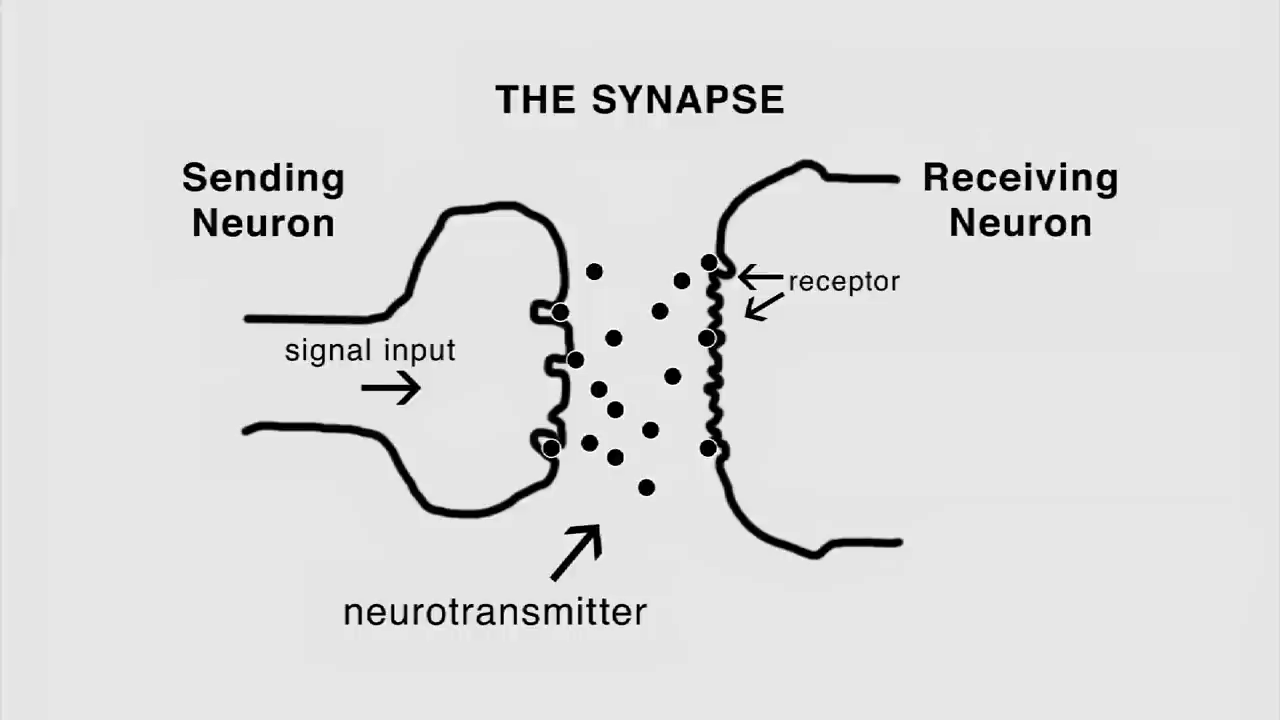 THE SYNAPSE
Sending
Neuron
Receiving
Neuron
receptor
signal input
neurotransmitter